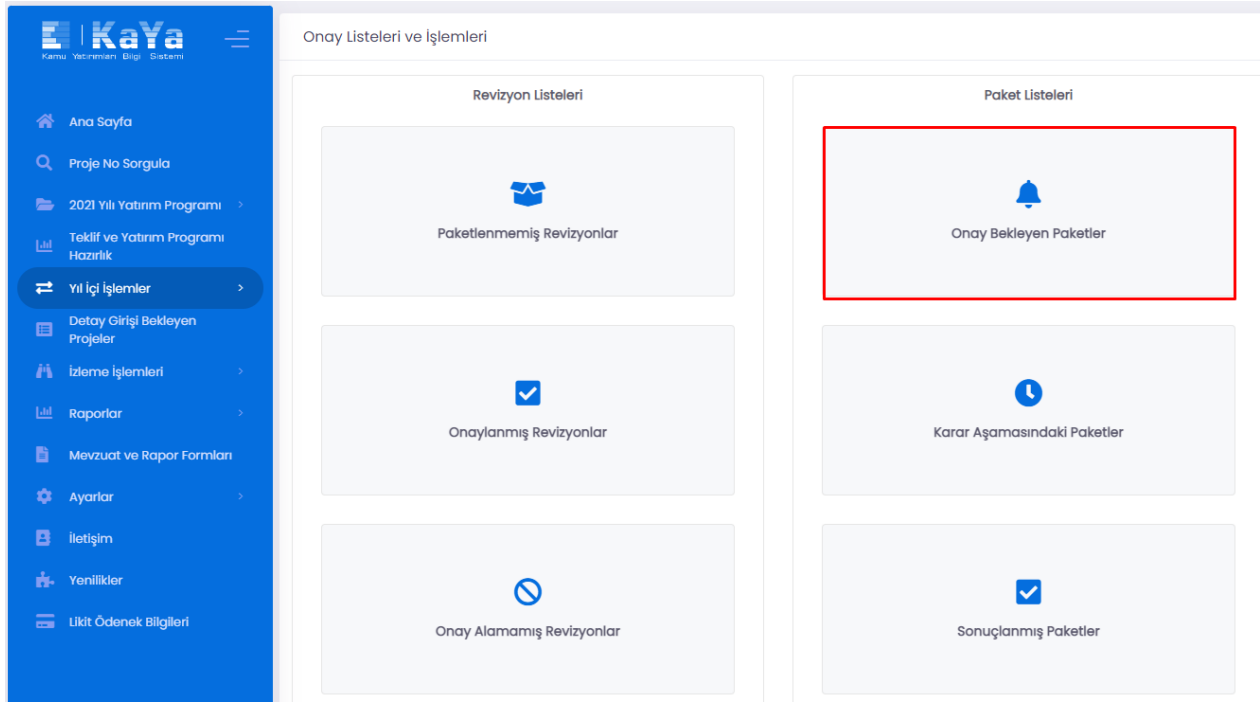 KaYa
Kamu Yatırımları Bilgi Sistemi
Ana Sayfa
Proje No Sorgula
2021 Yılı Yatırım Programı
Teklif ve Yatırım Programı
Hazırlık
Yıl İçi İşlemler
Detay Girişi Bekleyen
Projeler
İzleme İşlemleri
Raporlar
Mevzuat ve Rapor Formları
Ayarlar
İletişim
Yenilikler
Likit Ödenek Bilgileri
Onay Listeleri ve İşlemleri
Revizyon Listeleri
Paketlenmemiş Revizyonlar
Onaylanmış Revizyonlar
Onay Alamamış Revizyonlar
Paket Listeleri
Onay Bekleyen Paketler
Karar Aşamasındaki Paketler
Sonuçlanmış Paketler